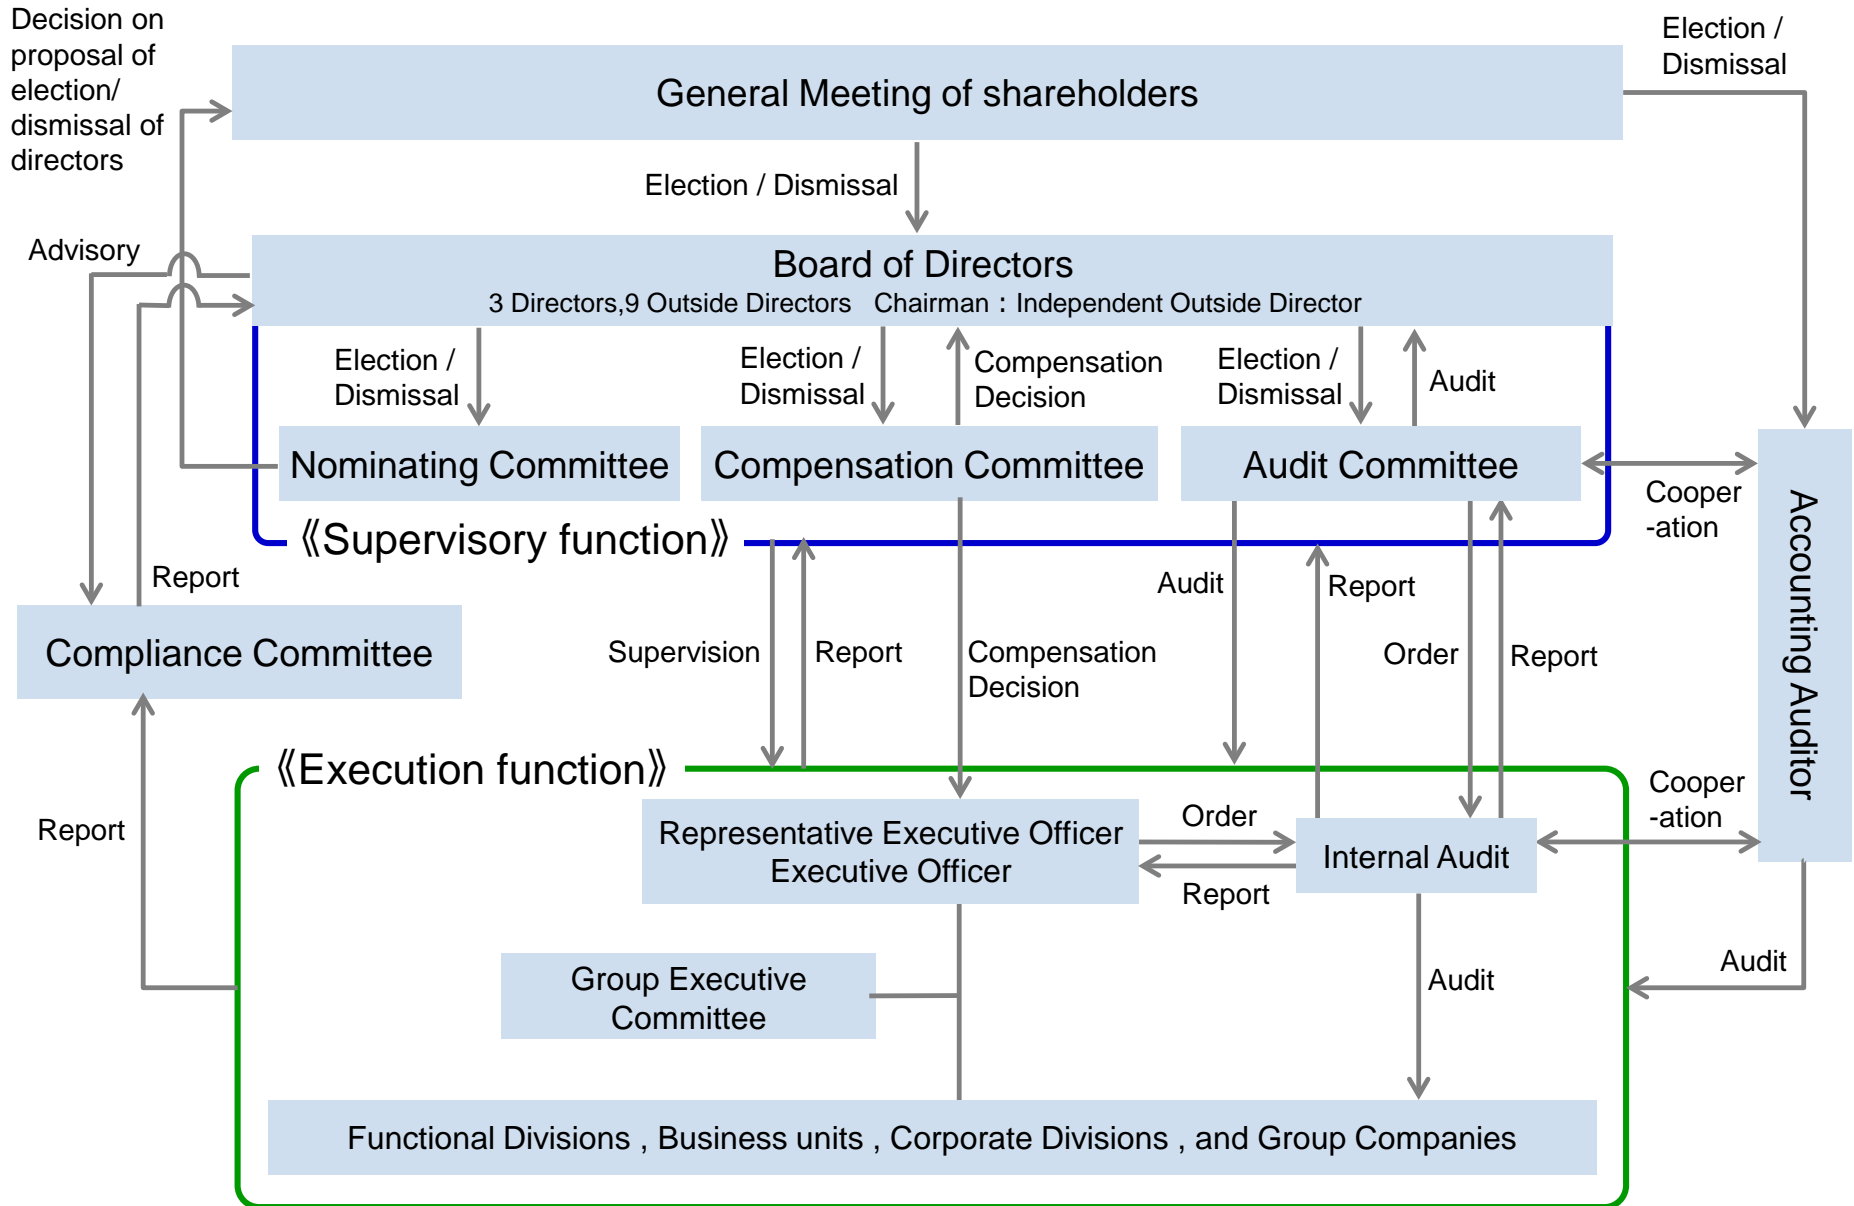 Decision on
proposal of
election/
dismissal of
directors
Election /
Dismissal
General Meeting of shareholders
Election / Dismissal
Advisory
Board of Directors
3 Directors,9 Outside Directors Chairman：Independent Outside Director
Election /
Dismissal
Election /
Dismissal
Compensation
Decision
Election /
Dismissal
Audit
Nominating Committee
Compensation Committee
Audit Committee
Cooper
-ation
Accounting Auditor
《Supervisory function》
Report
Audit
Report
Compliance Committee
Supervision
Report
Compensation
Decision
Order
Report
《Execution function》
Report
Representative Executive Officer
Executive Officer
Order
Report
Internal Audit
Cooper
-ation
Group Executive
Committee
Audit
Audit
Functional Divisions , Business units , Corporate Divisions , and Group Companies